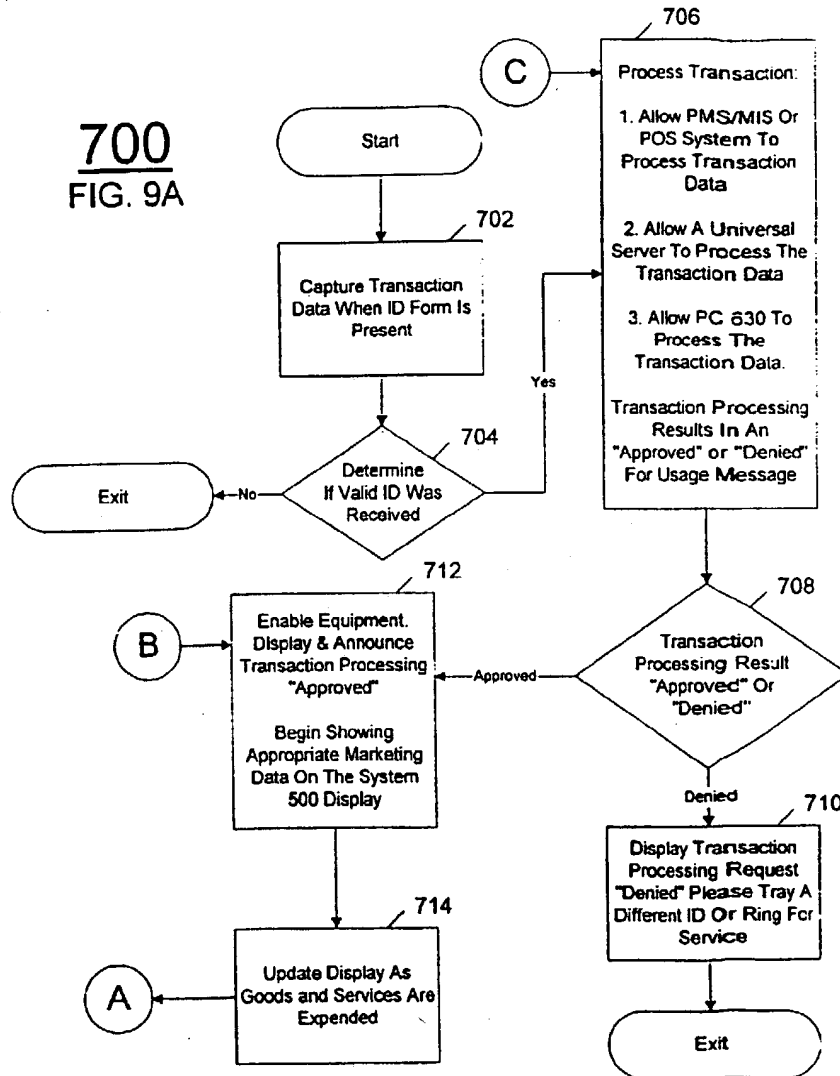 700
FIG. 9A
Start
702
Capture Transaction
Data When ID Form Is
Present
704
Determine
If Valid ID Was
Received
No
Exit
Yes
C
706
Process Transaction:
1. Allow PMS/MIS Or
POS System To
Process Transaction
Data
2. Allow A Universal
Server To Process The
Transaction Data
3. Allow PC 630 To
Process The
Transaction Data.
Transaction Processing
Results In An
"Approved" or "Denied"
For Usage Message
708
Transaction
Processing Result
"Approved" Or
"Denied"
Approved
Denied
710
Display Transaction
Processing Request
"Denied" Please Tray A
Different ID Or Ring For
Service
Exit
B
712
Enable Equipment.
Display & Announce
Transaction Processing
"Approved"
Begin Showing
Appropriate Marketing
Data On The System
500 Display
714
Update Display As
Goods and Services Are
Expended
A